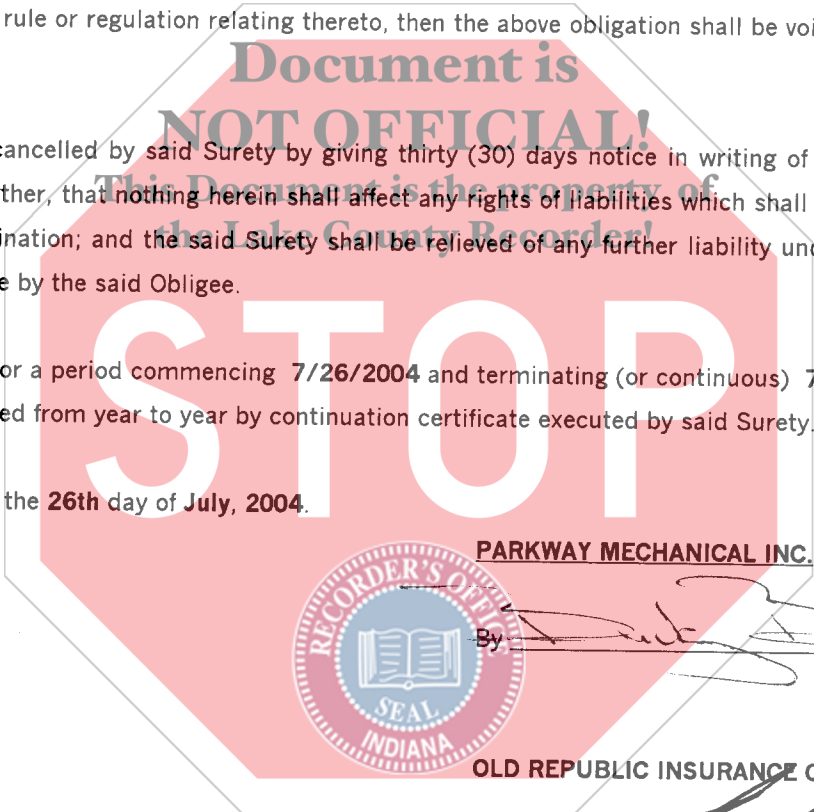 rule or regulation relating thereto, then the above obligation shall be voi
Document is
NOT OFFICIAL!
cancelled by said Surety by giving thirty (30) days notice in writing of
This Document is the property of
ther, that nothing herein shall affect any rights of liabilities which shall
the Lake County Recorder!
ination; and the said Surety shall be relieved of any further liability un
e by the said Obligee.
STOP
or a period commencing 7/26/2004 and terminating (or continuous) 7
ed from year to year by continuation certificate executed by said Surety.
the 26th day of July, 2004.
PARKWAY MECHANICAL INC.
By
RECORDER'S OFFICE
SEAL
INDIANA
OLD REPUBLIC INSURANCE C